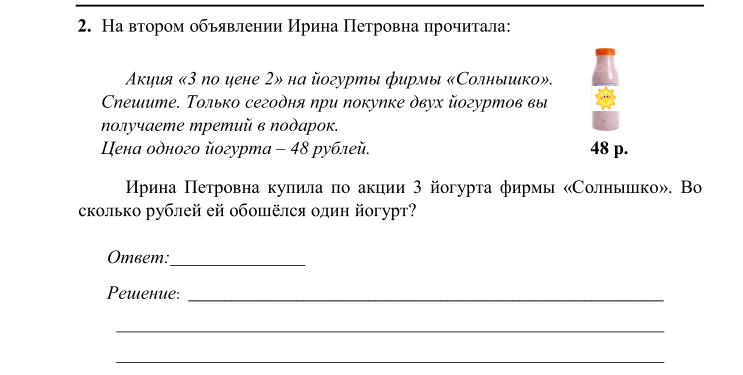 2. На втором объявлении Ирина Петровна прочитала:
Акция «3 по цене 2» на йогурты фирмы «Солнышко».
Спешите. Только сегодня при покупке двух йогуртов вы
получаете третий в подарок.
Цена одного йогурта – 48 рублей.
48 р.
Ирина Петровна купила по акции 3 йогурта фирмы «Солнышко». Во
сколько рублей ей обошёлся один йогурт?
Ответ:_______________
Решение: ____________________________________________________